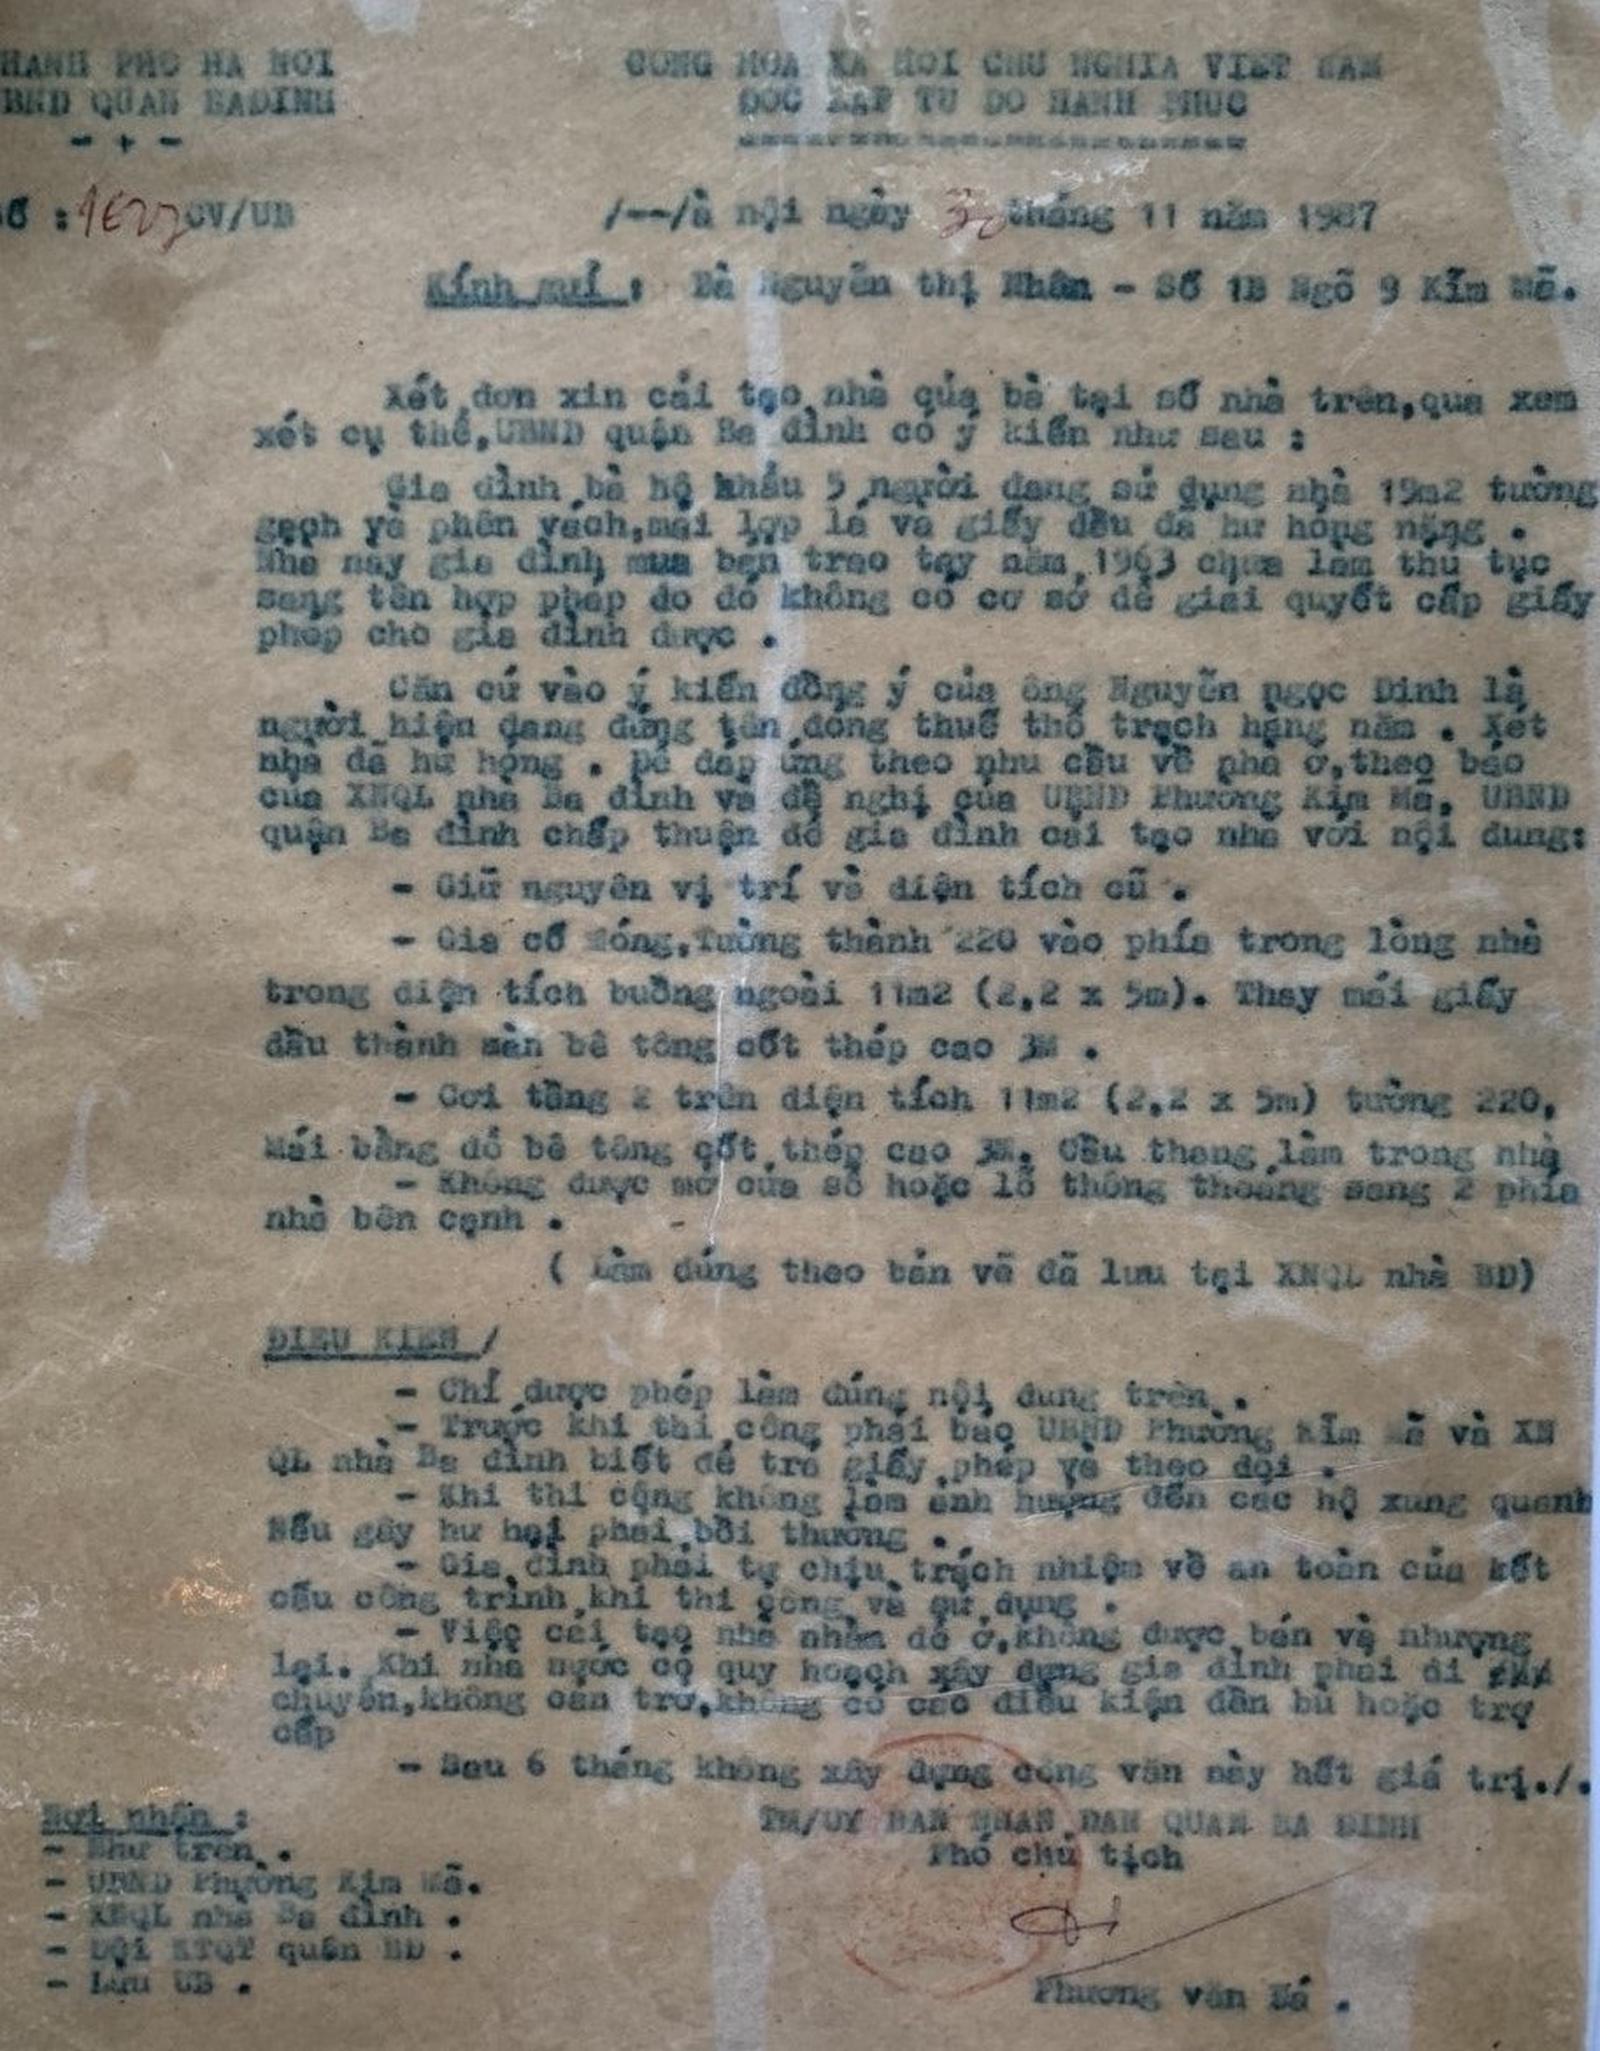 HANH PHO HA NOI
BND QUAN BADINH
- + -
CONG HOA XA HOI CHU NGHIA VIET NAM
DOC LAP TU DO HANH PHUC
ố : CV/UB
/--/à nội ngày 30 tháng 11 năm 1987
Kính gửi : Bà Nguyễn thị Nhân - Số 1B Ngõ 9 Kim Mã.
Xét đơn xin cải tạo nhà của bà tại số nhà trên,qua xem
xét cụ thể,UBND quận Ba đình có ý kiến như sau :
Gia đình bà hộ khẩu 5 người đang sử dụng nhà 19m2 tường
gạch và phên vách,mái lợp lá và giấy dầu đã hư hỏng nặng .
Nhà này gia đình mua bán trao tay năm 1963 chưa làm thủ tục
sang tên hợp pháp do đó không có cơ sở để giải quyết cấp giấy
phép cho gia đình được .
Căn cứ vào ý kiến đồng ý của ông Nguyễn ngọc Dinh là
người hiện đang đứng tên đóng thuế thổ trạch hàng năm . Xét
nhà đã hư hỏng . Để đáp ứng theo nhu cầu về nhà ở,theo báo
của XNQL nhà Ba đình và đề nghị của UBND Phường Kim Mã, UBND
quận Ba đình chấp thuận để gia đình cải tạo nhà với nội dung:
- Giữ nguyên vị trí và diện tích cũ .
- Gia cố Móng,Tường thành 220 vào phía trong lòng nhà
trong diện tích buồng ngoài 11m2 (2,2 x 5m). Thay mái giấy
dầu thành sàn bê tông cốt thép cao 3M .
- Cơi tầng 2 trên diện tích 11m2 (2,2 x 5m) tường 220,
Mái bằng đổ bê tông cốt thép cao 3M. Cầu thang làm trong nhà
- Không được mở cửa sổ hoặc lỗ thông thoáng sang 2 phía
nhà bên cạnh .
( Làm đúng theo bản vẽ đã lưu tại XNQL nhà BD)
ĐIEU KIEN /
- Chỉ được phép làm đúng nội dung trên .
- Trước khi thi công phải báo UBND Phường Kim Mã và XN
QL nhà Ba đình biết để trả giấy phép và theo dõi .
- Khi thi công không làm ảnh hưởng đến các hộ xung quanh
Nếu gây hư hại phải bồi thường .
- Gia đình phải tự chịu trách nhiệm về an toàn của kết
cấu công trình khi thi công và sử dụng .
- Việc cải tạo nhà nhằm để ở,không được bán và nhượng
lại. Khi nhà nước có quy hoạch xây dựng gia đình phải di
chuyển,không cản trở,không có các điều kiện đền bù hoặc trợ
cấp
- Sau 6 tháng không xây dựng công văn này hết giá trị./.
Nơi nhận :
- Như trên .
- UBND Phường Kim Mã.
- XNQL nhà Ba đình .
- Đội KTQT quận BD .
- Lưu UB .
TM/UY BAN NHAN DAN QUAN BA DINH
Phó chủ tịch
Phương văn